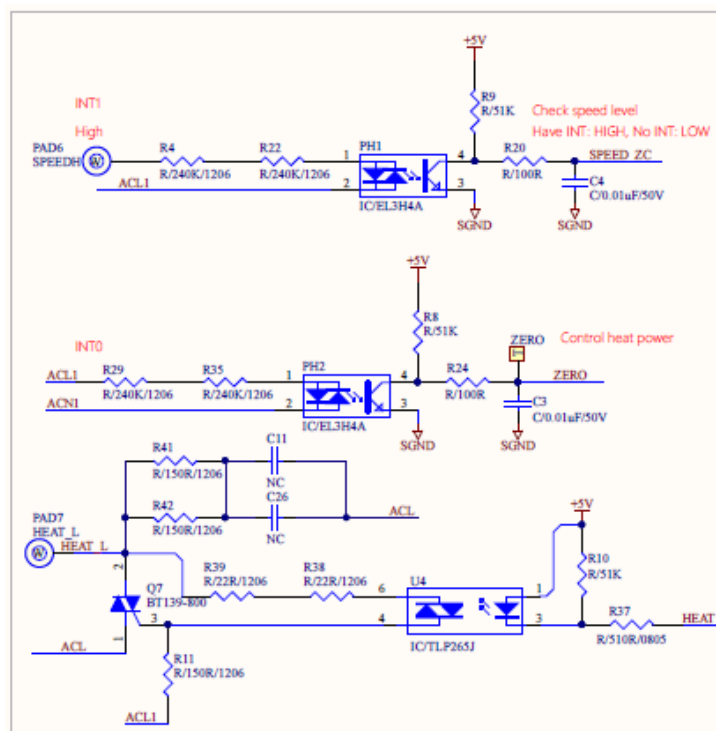 +5V
INT1
High
PAD6
SPEEDH
W
R4
R/240K/1206
R22
R/240K/1206
ACL1
1
2
PH1
4
3
IC/EL3H4A
R9
R/51K
SGND
Check speed level
Have INT: HIGH, No INT: LOW
R20
R/100R
SPEED_ZC
C4
C/0.01uF/50V
SGND
+5V
INT0
ACL1
R29
R/240K/1206
R35
R/240K/1206
ACN1
1
2
PH2
4
3
IC/EL3H4A
R8
R/51K
SGND
ZERO
Control heat power
R24
R/100R
ZERO
C3
C/0.01uF/50V
SGND
R41
R/150R/1206
C11
NC
R42
R/150R/1206
C26
NC
ACL
PAD7
HEAT_L
W
HEAT_L
2
Q7
BT139-800
3
1
ACL
R39
R/22R/1206
R38
R/22R/1206
R11
R/150R/1206
ACL1
6
4
U4
1
3
IC/TLP265J
+5V
R10
R/51K
R37
R/510R/0805
HEAT